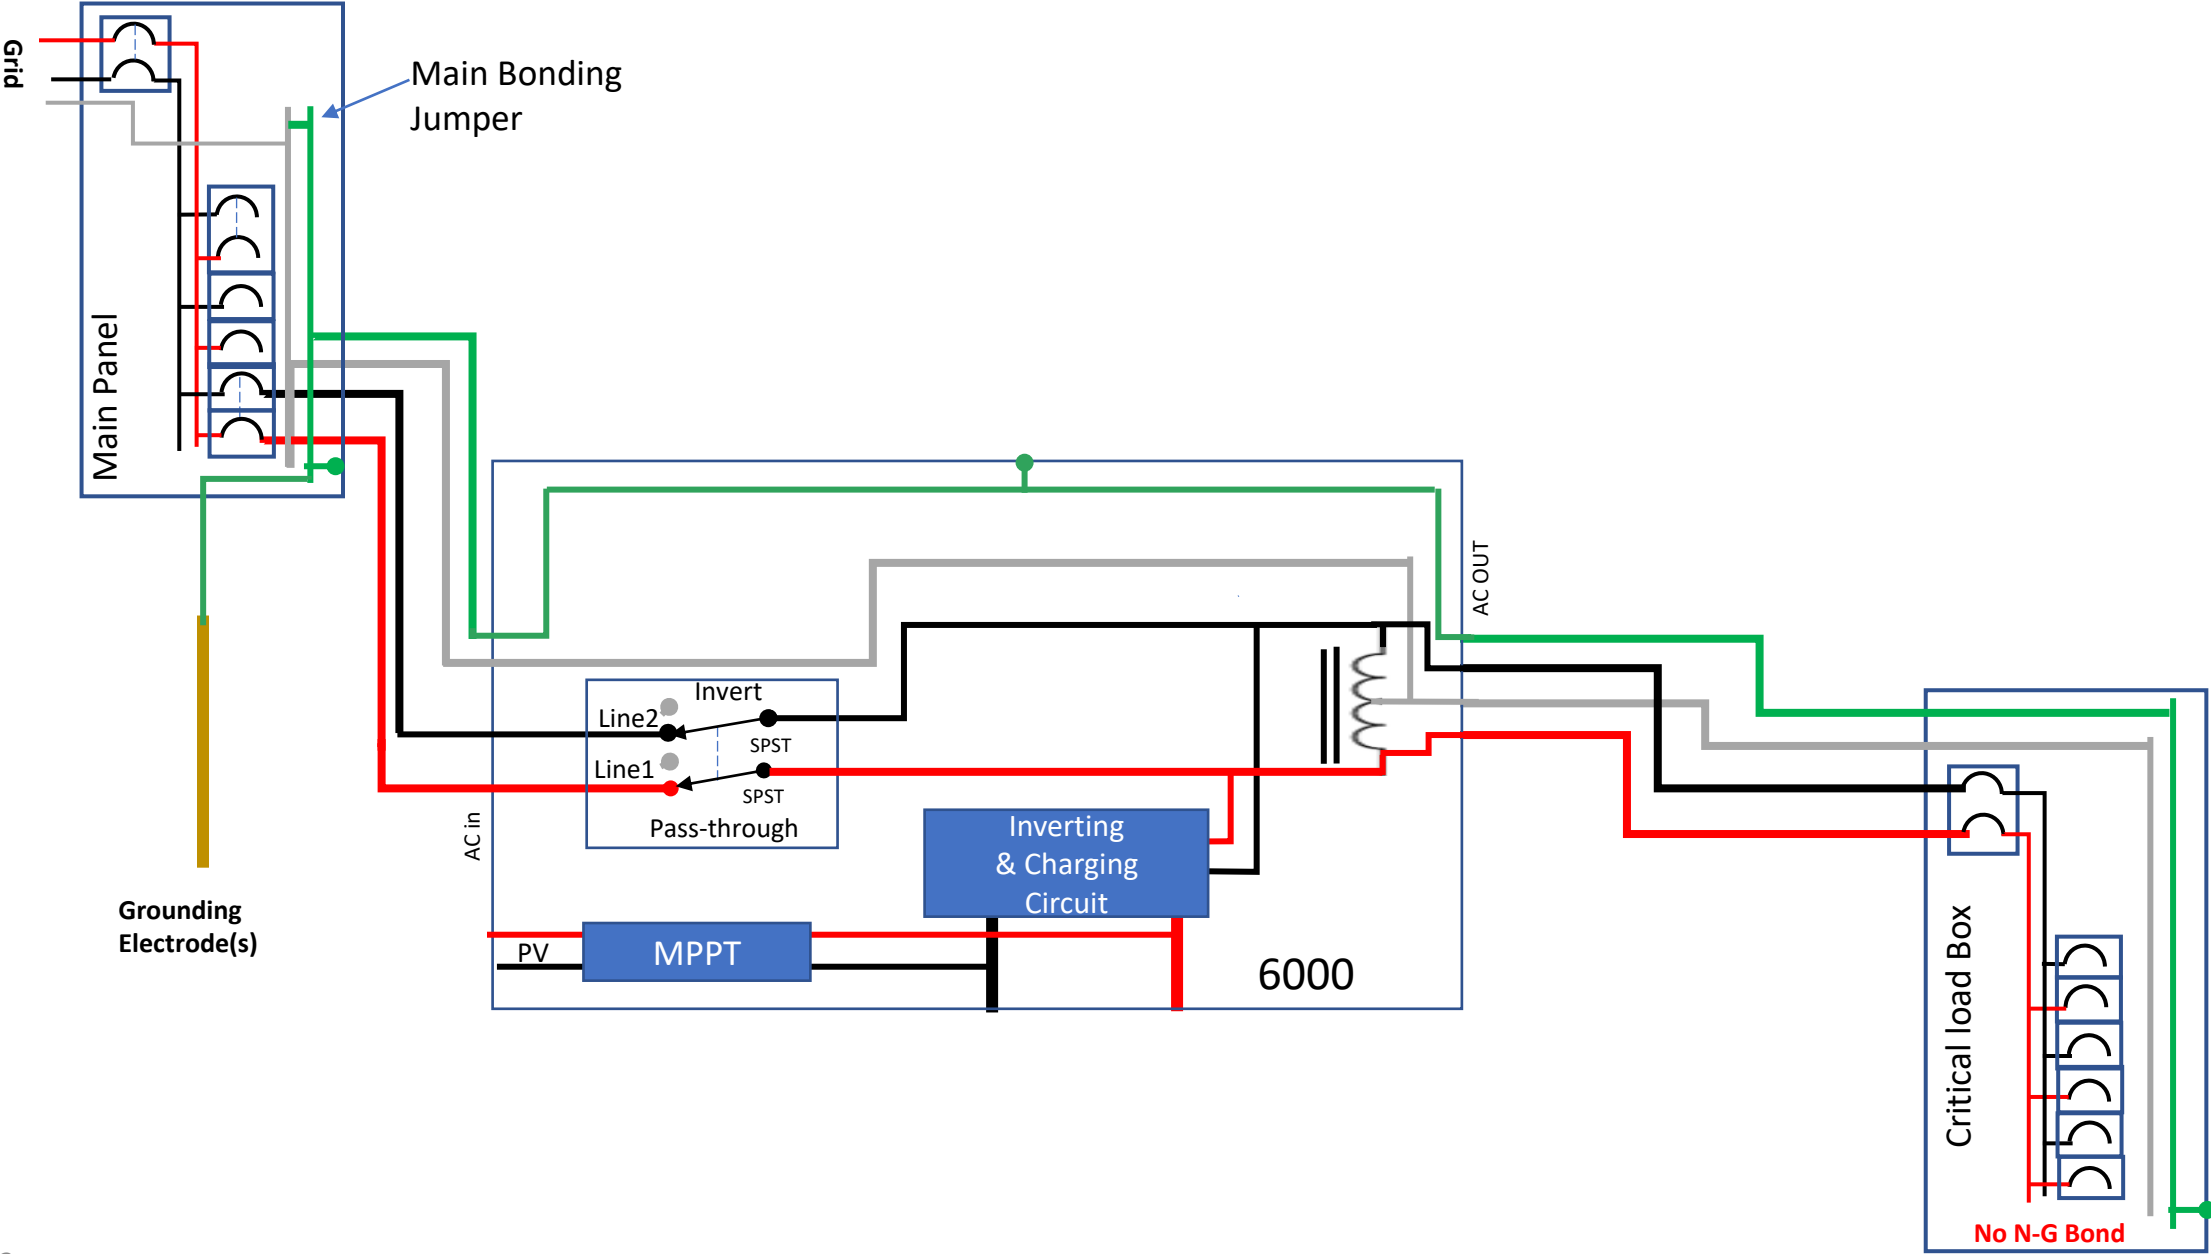 Grid
Main Bonding
Jumper
Main Panel
Grounding
Electrode(s)
AC in
Invert
Line2
SPST
Line1
SPST
Pass-through
Inverting
& Charging
Circuit
PV
MPPT
6000
AC OUT
Critical load Box
No N-G Bond